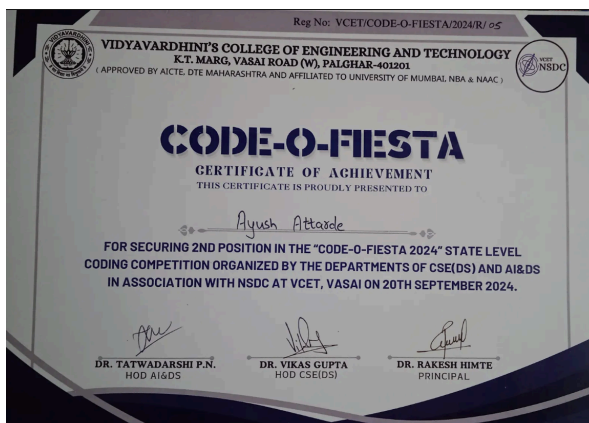 Reg No: VCET/CODE-O-FIESTA/2024/R/ 05
VIDYAVARDHINI'S COLLEGE OF ENGINEERING AND TECHNOLOGY
K.T. MARG, VASAI ROAD (W), PALGHAR-401201
( APPROVED BY AICTE, DTE MAHARASHTRA AND AFFILIATED TO UNIVERSITY OF MUMBAI, NBA & NAAC )
VCET
NSDC
CODE-O-FIESTA
CERTIFICATE OF ACHIEVEMENT
THIS CERTIFICATE IS PROUDLY PRESENTED TO
Ayush Attarde
FOR SECURING 2ND POSITION IN THE "CODE-O-FIESTA 2024" STATE LEVEL
CODING COMPETITION ORGANIZED BY THE DEPARTMENTS OF CSE(DS) AND AI&DS
IN ASSOCIATION WITH NSDC AT VCET, VASAI ON 20TH SEPTEMBER 2024.
DR. TATWADARSHI P.N.
HOD AI&DS
DR. VIKAS GUPTA
HOD CSE(DS)
DR. RAKESH HIMTE
PRINCIPAL